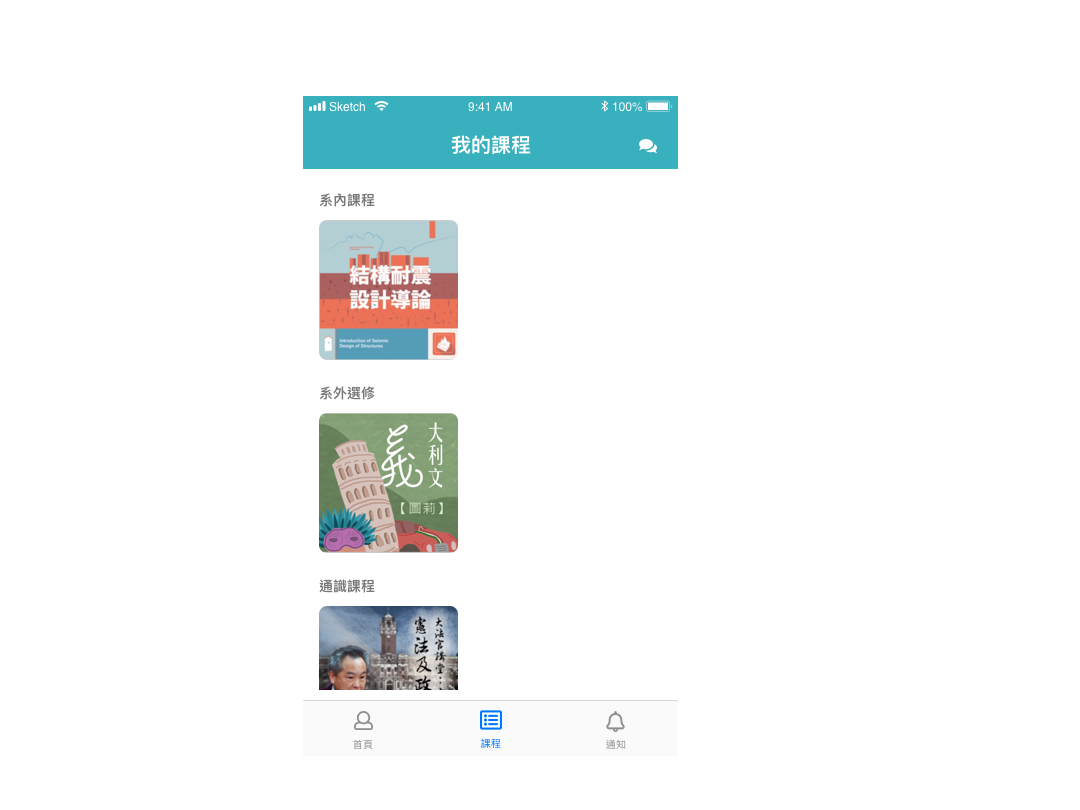 Sketch 9:41 AM 100%
我的課程
系內課程
結構耐震
設計導論
Introduction of Seismic
Design of Structures
系外選修
義
大利文
【圖莉】
通識課程
大法官講堂：
憲法及政
首頁 課程 通知